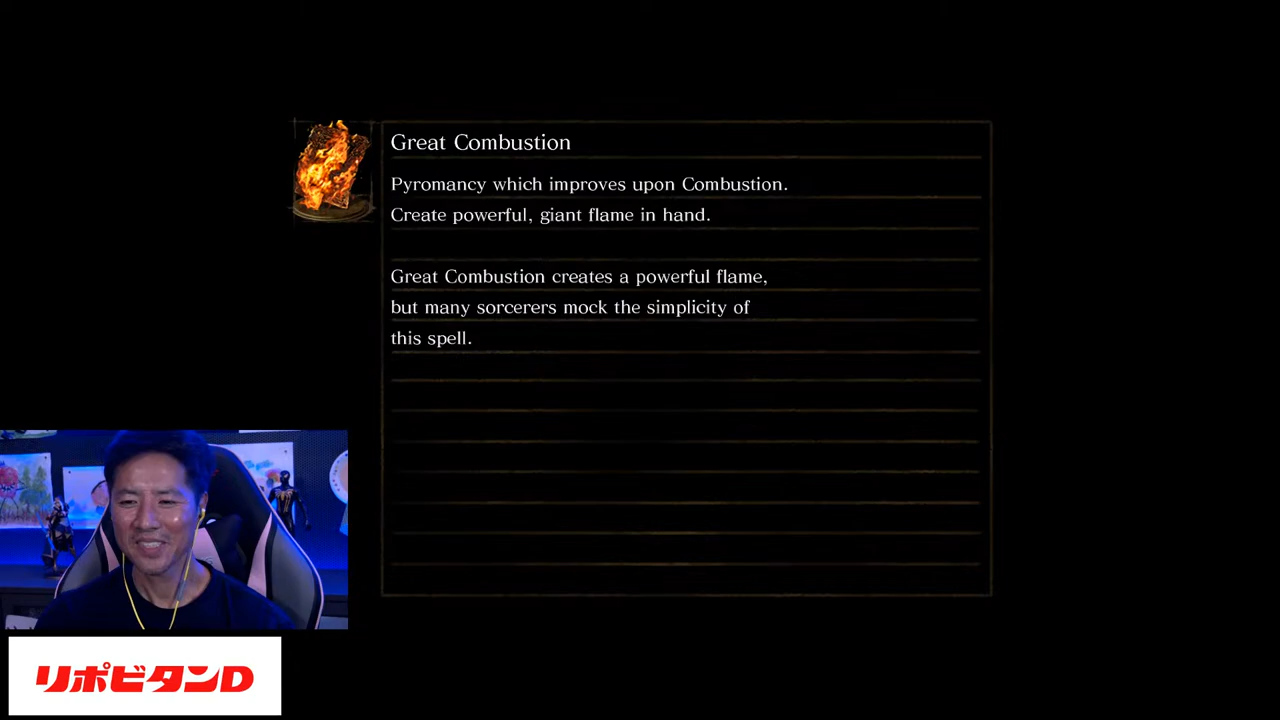 Great Combustion
Pyromancy which improves upon Combustion.
Create powerful, giant flame in hand.
Great Combustion creates a powerful flame,
but many sorcerers mock the simplicity of
this spell.
リポビタンD